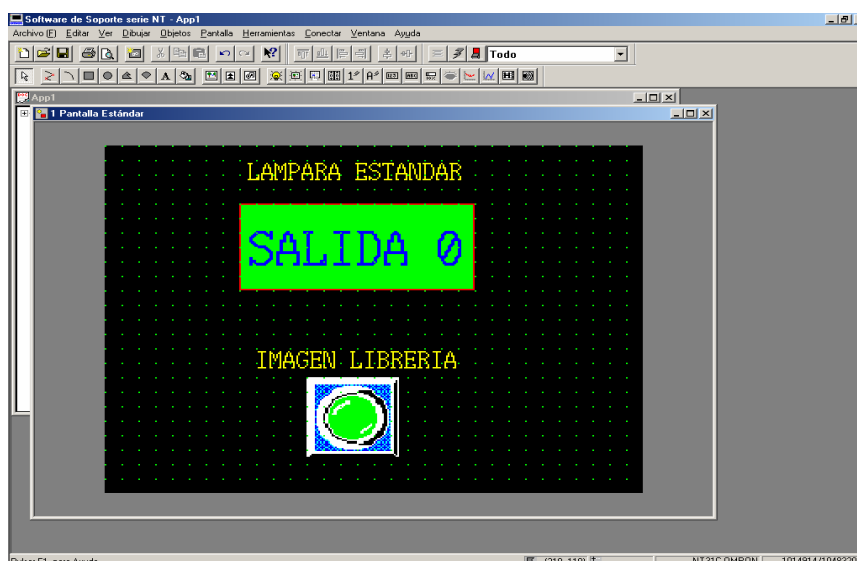 Software de Soporte serie NT - App1
Archivo(F) Editar Ver Dibujar Objetos Pantalla Herramientas Conectar Ventana Ayuda
Todo
App1
1 Pantalla Estándar
LAMPARA ESTANDAR
SALIDA 0
IMAGEN LIBRERIA
NT31C OMRON